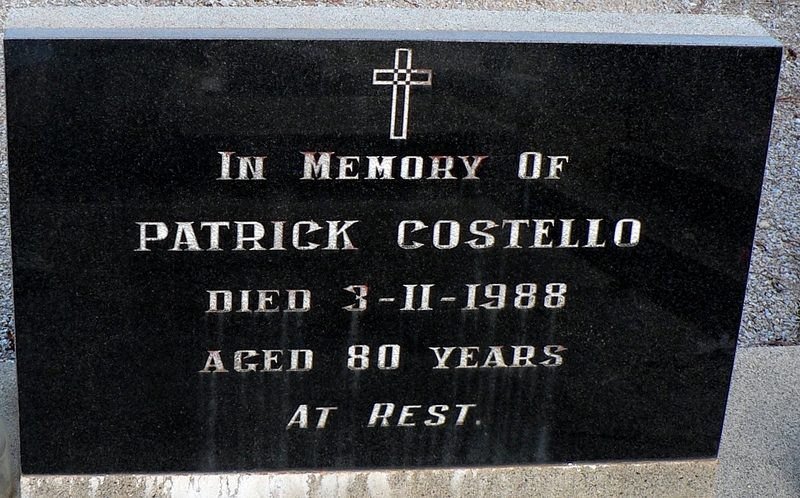 IN MEMORY OF
PATRICK COSTELLO
DIED 3-11-1988
AGED 80 YEARS
AT REST.